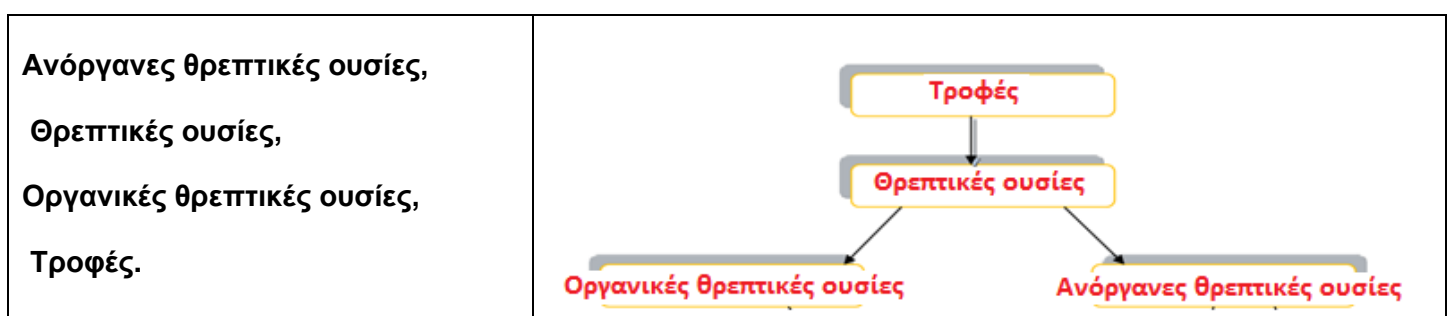 Ανόργανες θρεπτικές ουσίες,
Θρεπτικές ουσίες,
Οργανικές θρεπτικές ουσίες,
Τροφές.
Τροφές
Θρεπτικές ουσίες
Οργανικές θρεπτικές ουσίες
Ανόργανες θρεπτικές ουσίες